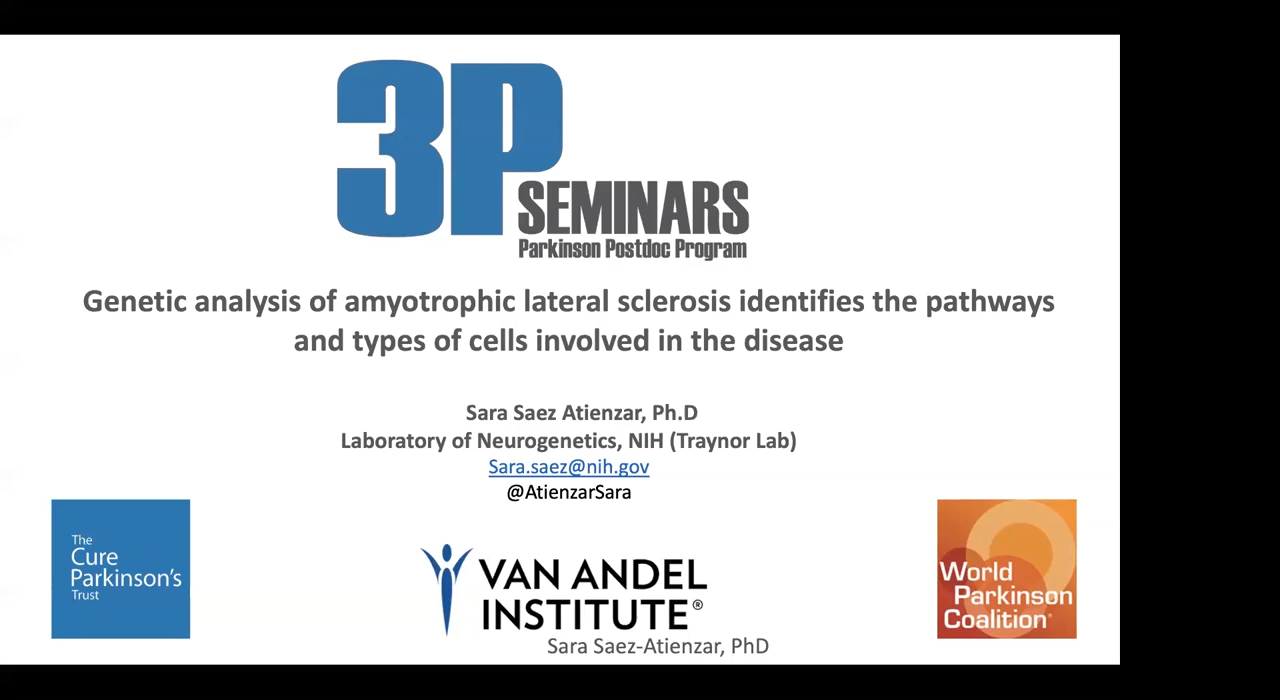 3P
SEMINARS
Parkinson Postdoc Program
Genetic analysis of amyotrophic lateral sclerosis identifies the pathways
and types of cells involved in the disease
Sara Saez Atienzar, Ph.D
Laboratory of Neurogenetics, NIH (Traynor Lab)
Sara.saez@nih.gov
@AtienzarSara
The
Cure
Parkinson's
Trust
VAN ANDEL
INSTITUTE®
World
Parkinson
Coalition®
Sara Saez-Atienzar, PhD